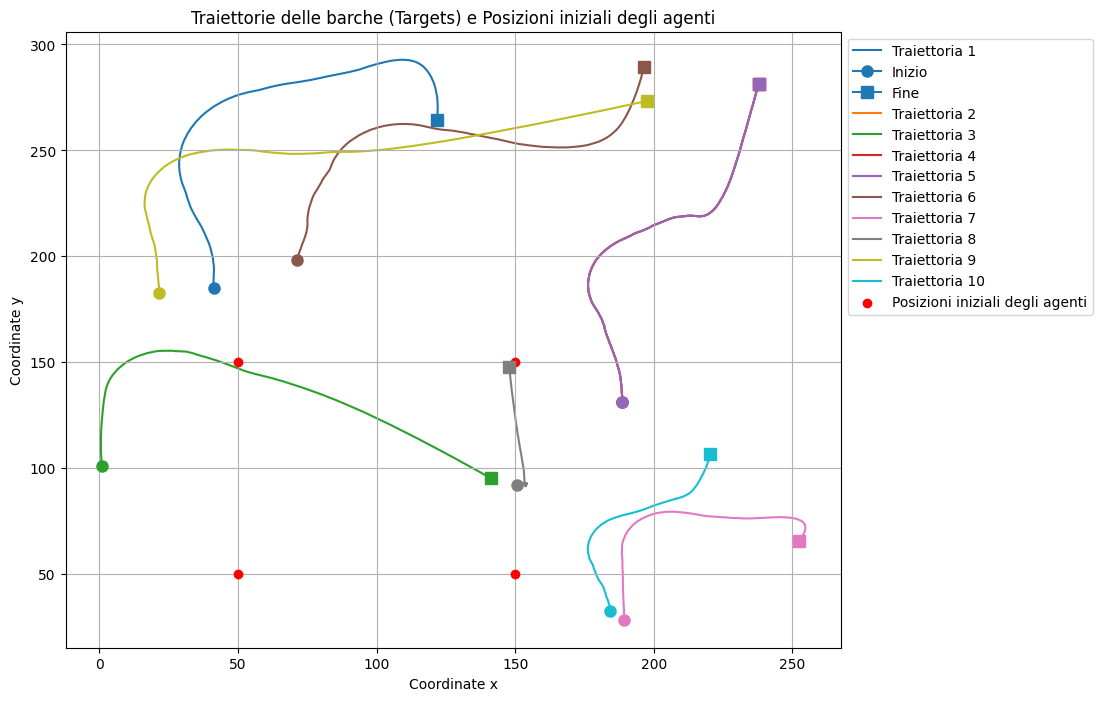 Traiettorie delle barche (Targets) e Posizioni iniziali degli agenti
300
250
200
150
100
50
Coordinate y
0
50
100
150
200
250
Coordinate x
Traiettoria 1
Inizio
Fine
Traiettoria 2
Traiettoria 3
Traiettoria 4
Traiettoria 5
Traiettoria 6
Traiettoria 7
Traiettoria 8
Traiettoria 9
Traiettoria 10
Posizioni iniziali degli agenti